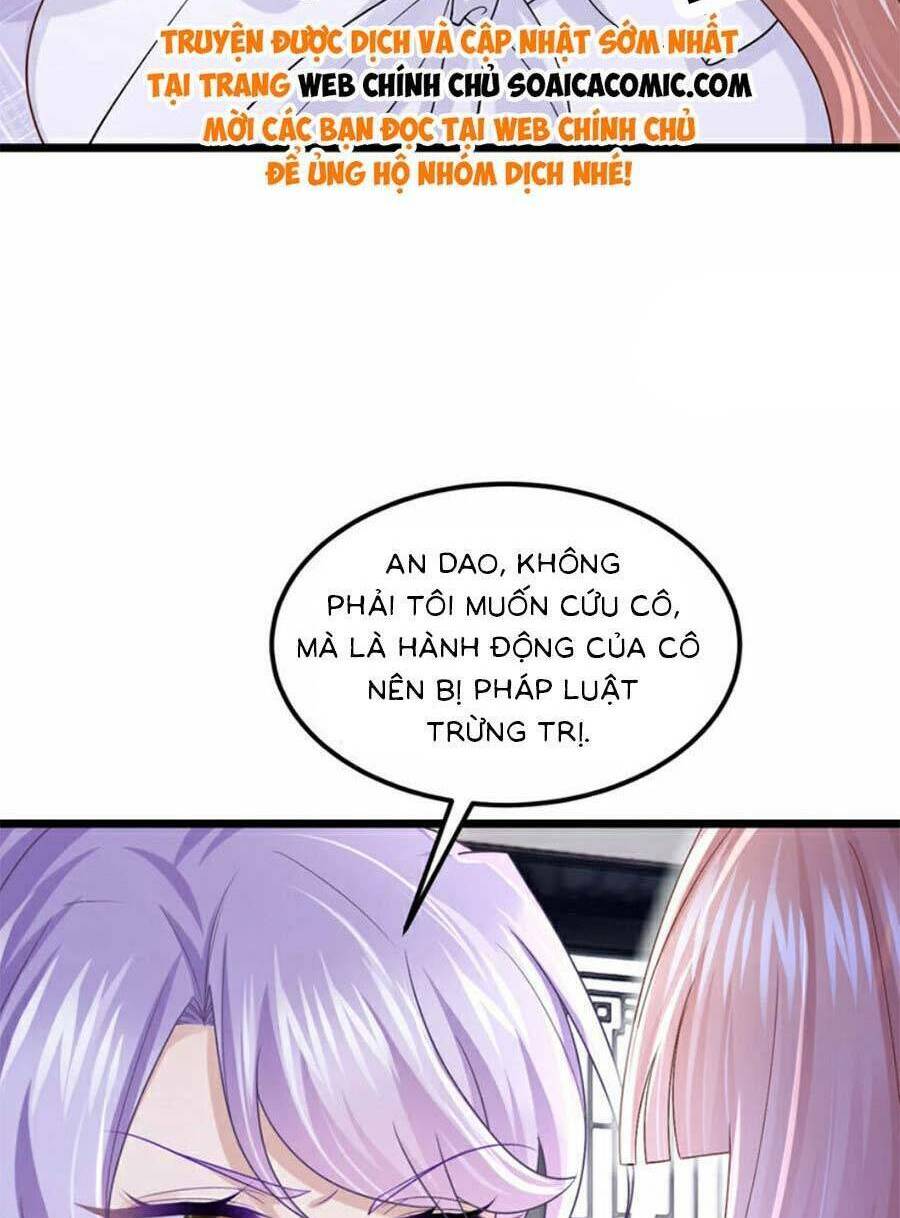 TRUYỆN ĐƯỢC DỊCH VÀ CẬP NHẬT SỚM NHẤT
TẠI TRANG WEB CHÍNH CHỦ SOAICACOMIC.COM
MỜI CÁC BẠN ĐỌC TẠI WEB CHÍNH CHỦ
ĐỂ ỦNG HỘ NHÓM DỊCH NHÉ!
AN DAO, KHÔNG
PHẢI TÔI MUỐN CỨU CÔ,
MÀ LÀ HÀNH ĐỘNG CỦA CÔ
NÊN BỊ PHÁP LUẬT
TRỪNG TRỊ.